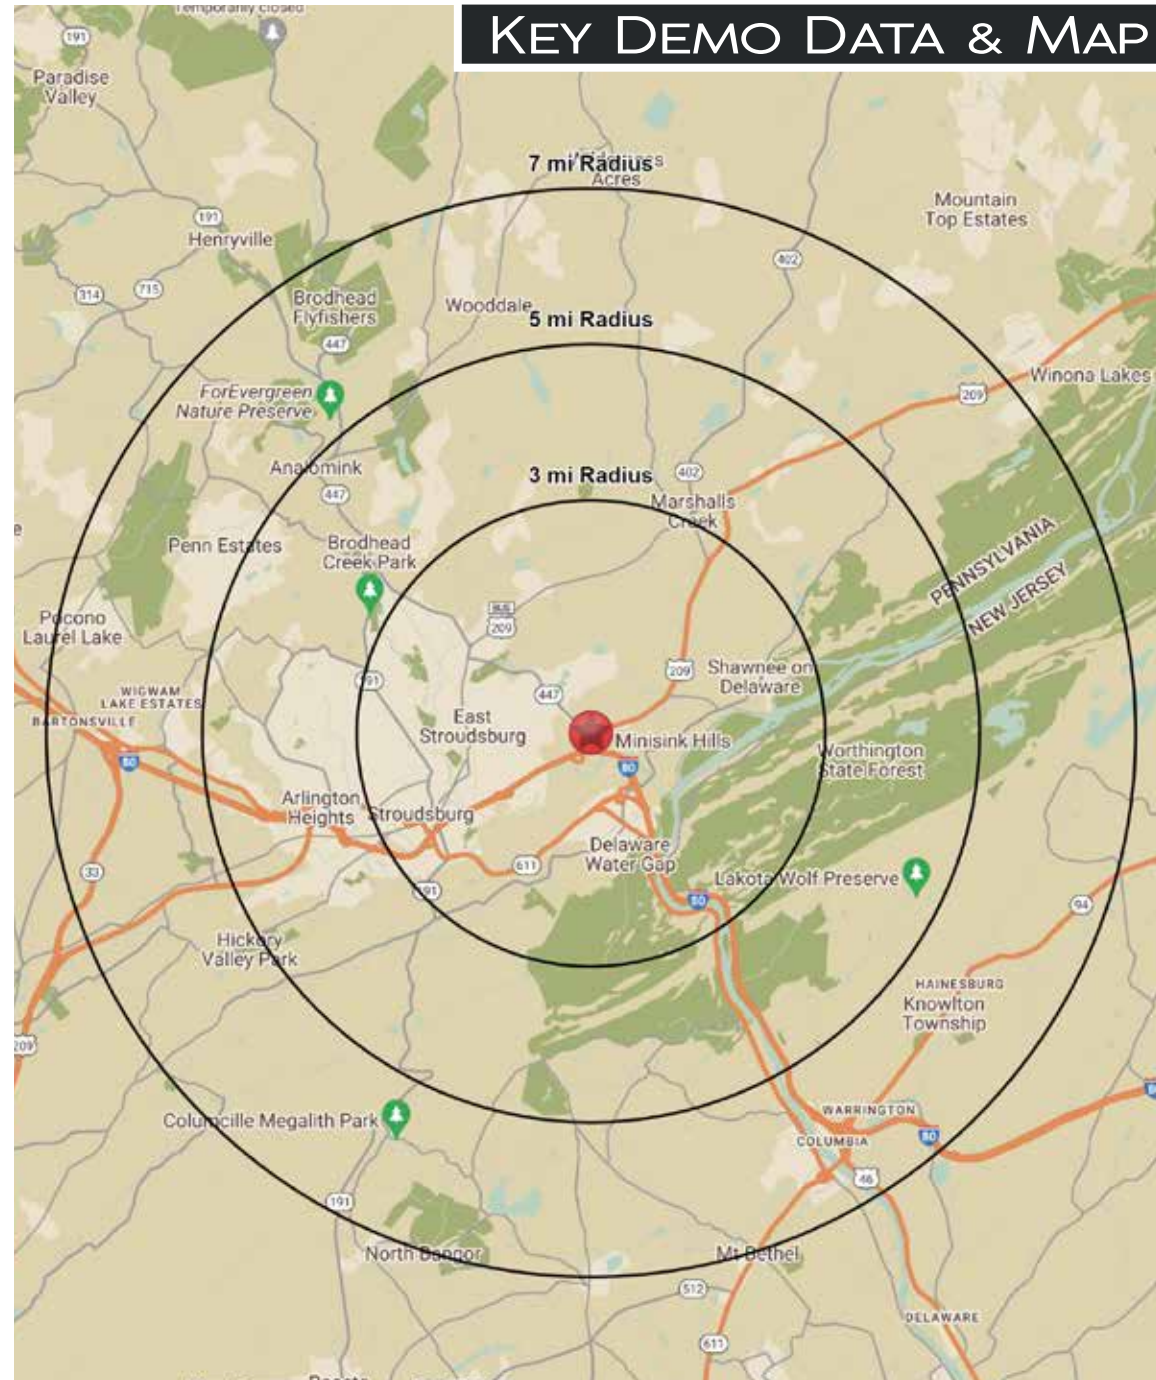 Temporarily closed
KEY DEMO DATA & MAP
191
Paradise
Valley
7 mi Radius
Acres
Mountain
Top Estates
191
Henryville
402
314
715
Brodhead
Flyfishers
Wooddale
5 mi Radius
447
Winona Lakes
ForEvergreen
Nature Preserve
209
Analomink
3 mi Radius
402
447
Marshalls
Creek
Penn Estates
Brodhead
Creek Park
PENNSYLVANIA
NEW JERSEY
BUS
209
Pocono
Laurel Lake
191
209
Shawnee on
Delaware
WIGWAM
LAKE ESTATES
447
BARTONSVILLE
East
Stroudsburg
Minisink Hills
Worthington
State Forest
80
80
Arlington
Heights
Stroudsburg
Delaware
Water Gap
611
33
191
Lakota Wolf Preserve
80
94
Hickory
Valley Park
HAINESBURG
Knowlton
Township
209
Columcille Megalith Park
WARRINGTON
COLUMBIA
80
46
191
North Bangor
Mt Bethel
512
DELAWARE
611